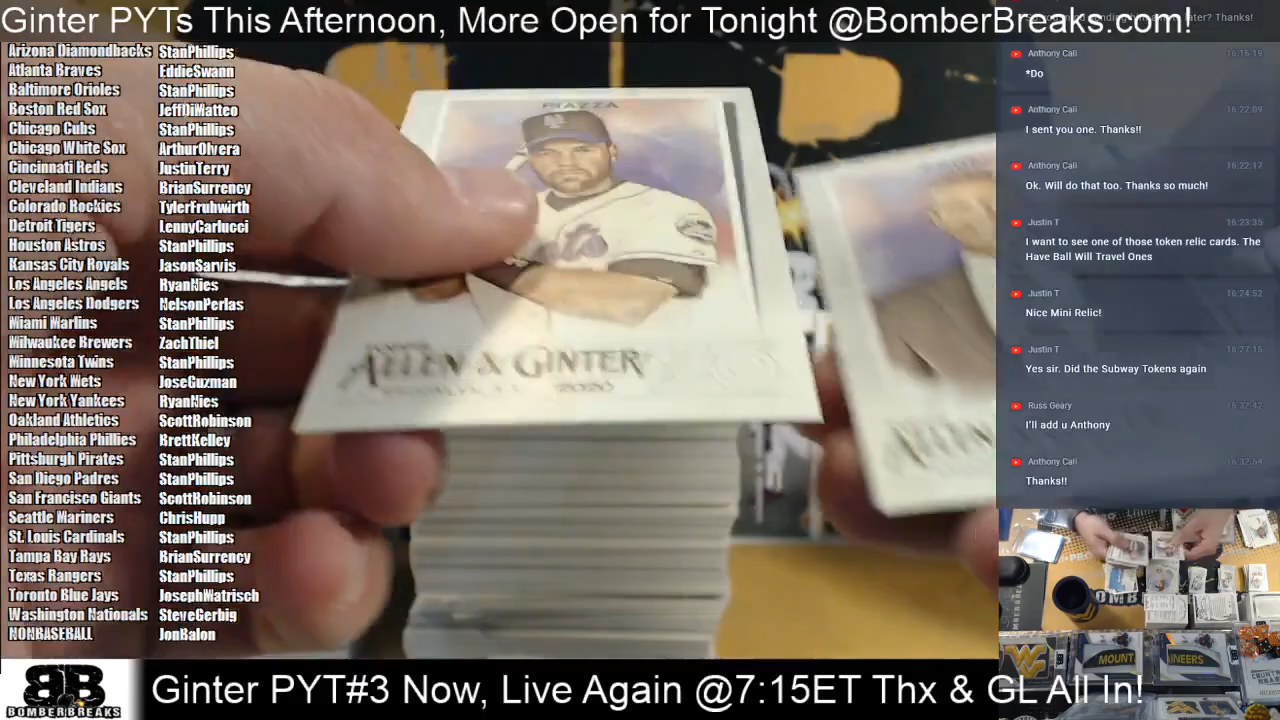 Ginter PYTs This Afternoon, More Open for Tonight @BomberBreaks.com!
Arizona Diamondbacks StanPhillips
Atlanta Braves EddieSwann
Baltimore Orioles StanPhillips
Boston Red Sox JeffDiMatteo
Chicago Cubs StanPhillips
Chicago White Sox ArthurOlvera
Cincinnati Reds JustinTerry
Cleveland Indians BrianSurrency
Colorado Rockies TylerFruhwirth
Detroit Tigers LennyCarlucci
Houston Astros StanPhillips
Kansas City Royals JasonSarvis
Los Angeles Angels RyanNies
Los Angeles Dodgers NelsonPerlas
Miami Marlins StanPhillips
Milwaukee Brewers ZachThiel
Minnesota Twins StanPhillips
New York Mets JoseGuzman
New York Yankees RyanNies
Oakland Athletics ScottRobinson
Philadelphia Phillies BrettKelley
Pittsburgh Pirates StanPhillips
San Diego Padres StanPhillips
San Francisco Giants ScottRobinson
Seattle Mariners ChrisHupp
St. Louis Cardinals StanPhillips
Tampa Bay Rays BrianSurrency
Texas Rangers StanPhillips
Toronto Blue Jays JosephWatrisch
Washington Nationals SteveGerbig
NONBASEBALL JonBalon
PIAZZA
ALLEN & GINTER
later? Thanks!
Anthony Cali 16:16:19
*Do
Anthony Cali 16:22:09
I sent you one. Thanks!!
Anthony Cali 16:22:17
Ok. Will do that too. Thanks so much!
Justin T 16:23:35
I want to see one of those token relic cards. The
Have Ball Will Travel Ones
Justin T 16:24:52
Nice Mini Relic!
Justin T 16:27:15
Yes sir. Did the Subway Tokens again
Russ Geary 16:32:42
I'll add u Anthony
Anthony Cali 16:32:54
Thanks!!
MOUNT AINEERS
BB
BOMBERBREAKS
Ginter PYT#3 Now, Live Again @7:15ET Thx & GL All In!